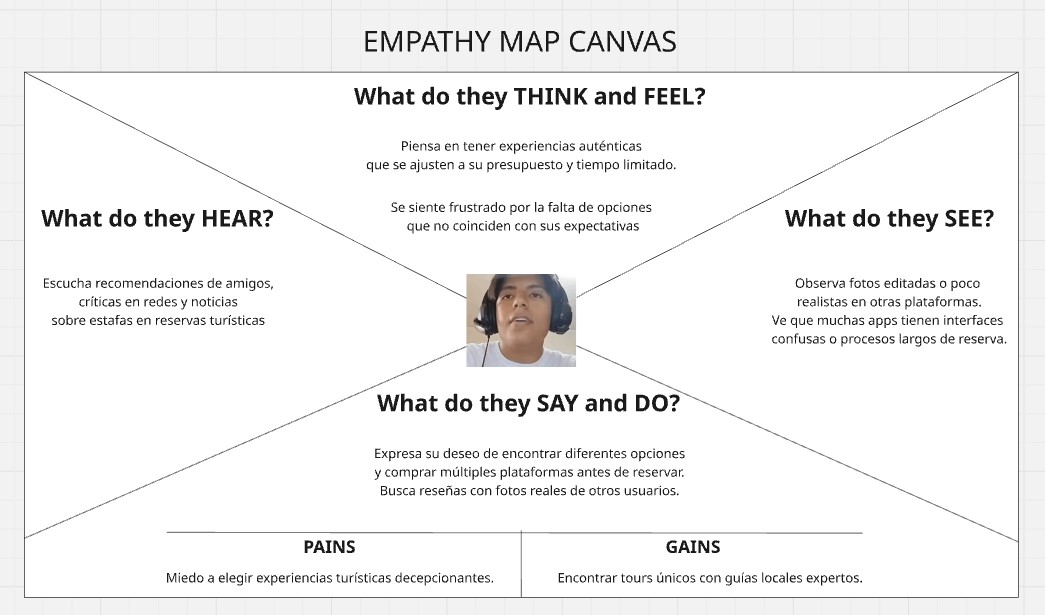 EMPATHY MAP CANVAS
What do they THINK and FEEL?
Piensa en tener experiencias auténticas
que se ajusten a su presupuesto y tiempo limitado.
Se siente frustrado por la falta de opciones
que no coinciden con sus expectativas
What do they HEAR?
Escucha recomendaciones de amigos,
críticas en redes y noticias
sobre estafas en reservas turísticas
What do they SEE?
Observa fotos editadas o poco
realistas en otras plataformas.
Ve que muchas apps tienen interfaces
confusas o procesos largos de reserva.
What do they SAY and DO?
Expresa su deseo de encontrar diferentes opciones
y comprar múltiples plataformas antes de reservar.
Busca reseñas con fotos reales de otros usuarios.
PAINS
Miedo a elegir experiencias turísticas decepcionantes.
GAINS
Encontrar tours únicos con guías locales expertos.